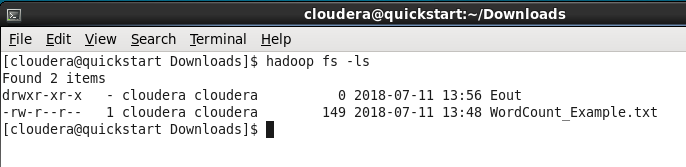 cloudera@quickstart:~/Downloads
File Edit View Search Terminal Help
[cloudera@quickstart Downloads]$ hadoop fs -ls
Found 2 items
drwxr-xr-x   - cloudera cloudera          0 2018-07-11 13:56 Eout
-rw-r--r--   1 cloudera cloudera        149 2018-07-11 13:48 WordCount_Example.txt
[cloudera@quickstart Downloads]$